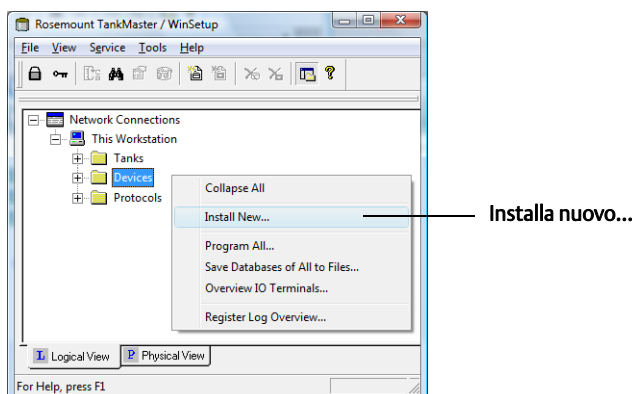 Rosemount TankMaster / WinSetup
File View Service Tools Help
Network Connections
This Workstation
Tanks
Devices
Protocols
Collapse All
Install New...
Program All...
Save Databases of All to Files...
Overview IO Terminals...
Register Log Overview...
Installa nuovo...
L Logical View P Physical View
For Help, press F1